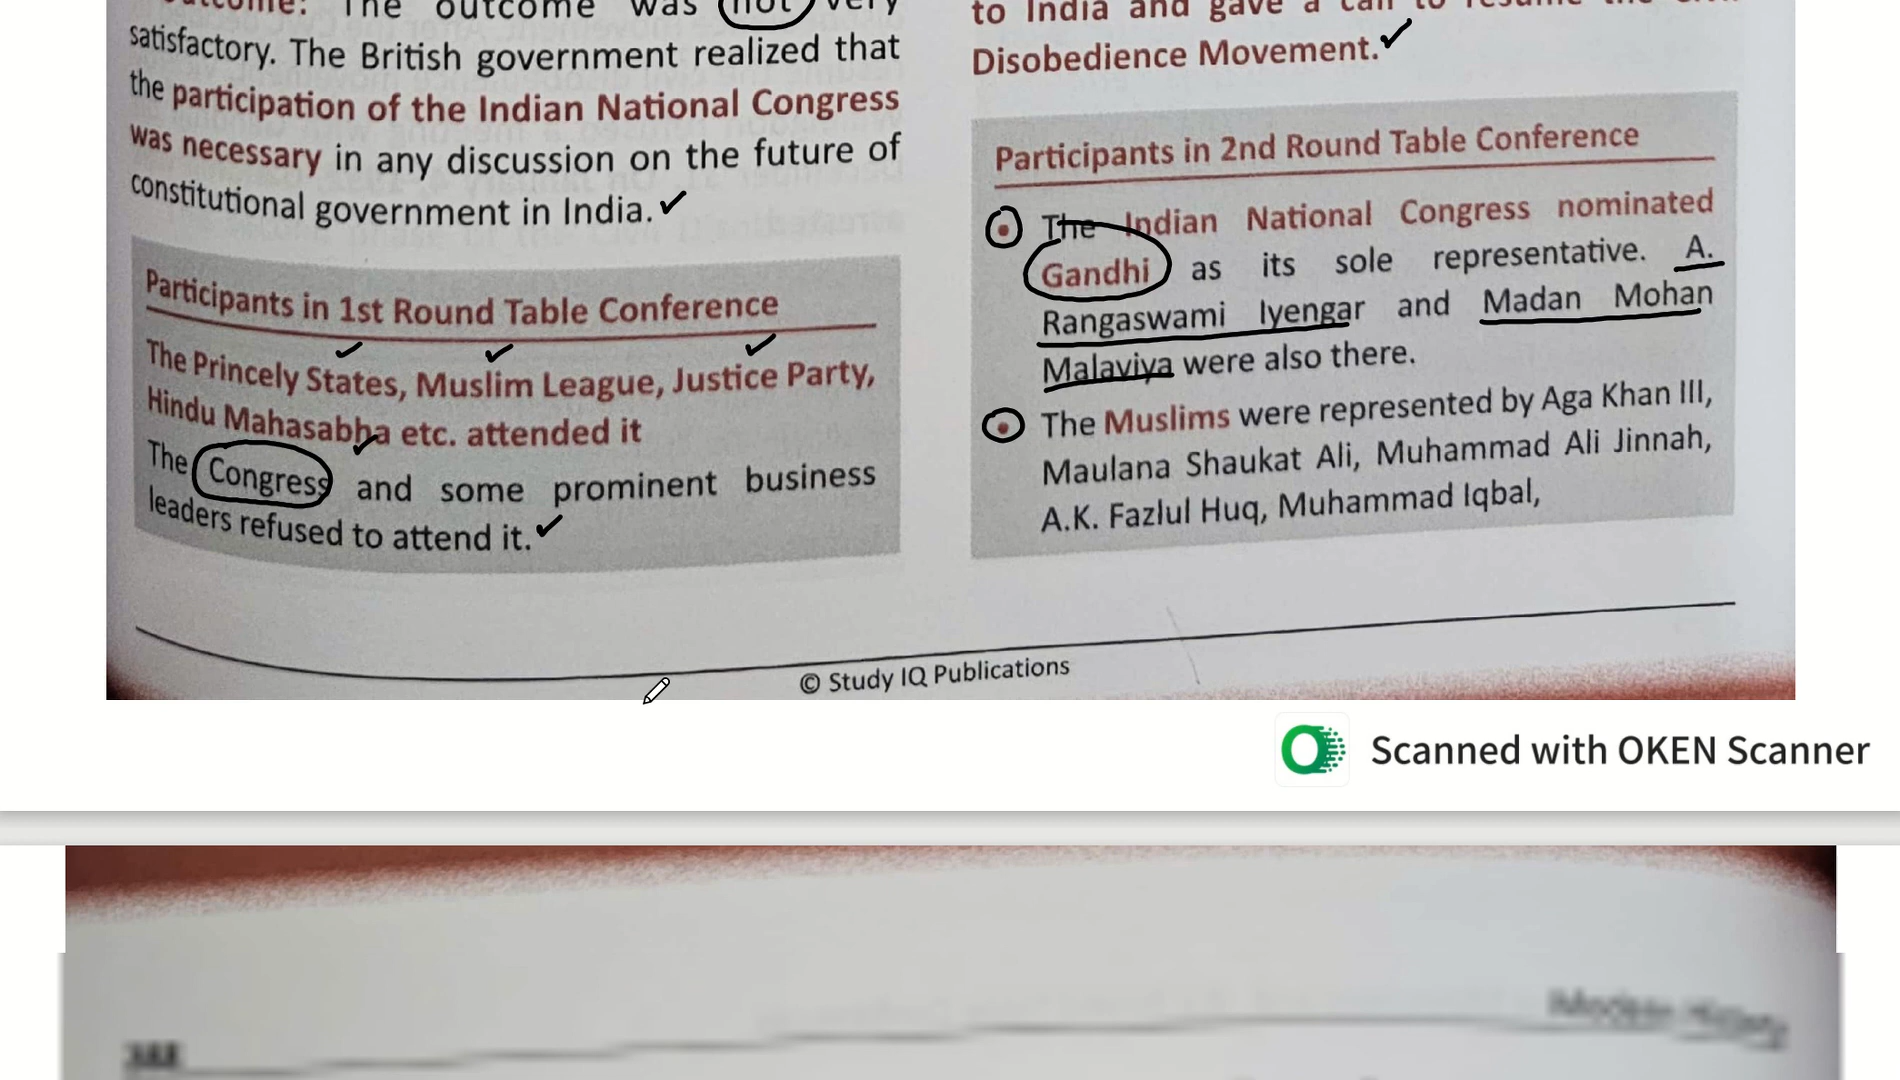 outcome: The outcome was not very
satisfactory. The British government realized that
the participation of the Indian National Congress
was necessary in any discussion on the future of
constitutional government in India.
Participants in 1st Round Table Conference
The Princely States, Muslim League, Justice Party,
Hindu Mahasabha etc. attended it
The Congress and some prominent business
leaders refused to attend it.
to India and gave a call to resume the
Disobedience Movement.
Participants in 2nd Round Table Conference
• The Indian National Congress nominated
Gandhi as its sole representative. A.
Rangaswami Iyengar and Madan Mohan
Malaviya were also there.
• The Muslims were represented by Aga Khan III,
Maulana Shaukat Ali, Muhammad Ali Jinnah,
A.K. Fazlul Huq, Muhammad Iqbal,
© Study IQ Publications
Scanned with OKEN Scanner
Modern History